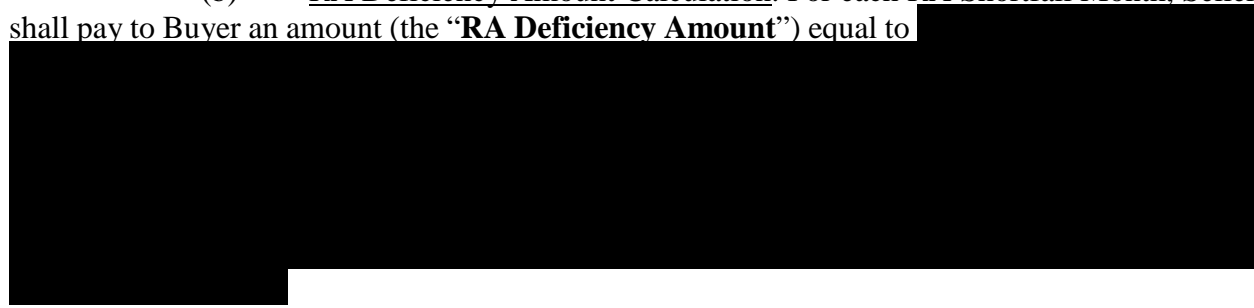 (b) RA Deficiency Amount Calculation. For each RA Shortfall Month, Seller
shall pay to Buyer an amount (the “RA Deficiency Amount”) equal to